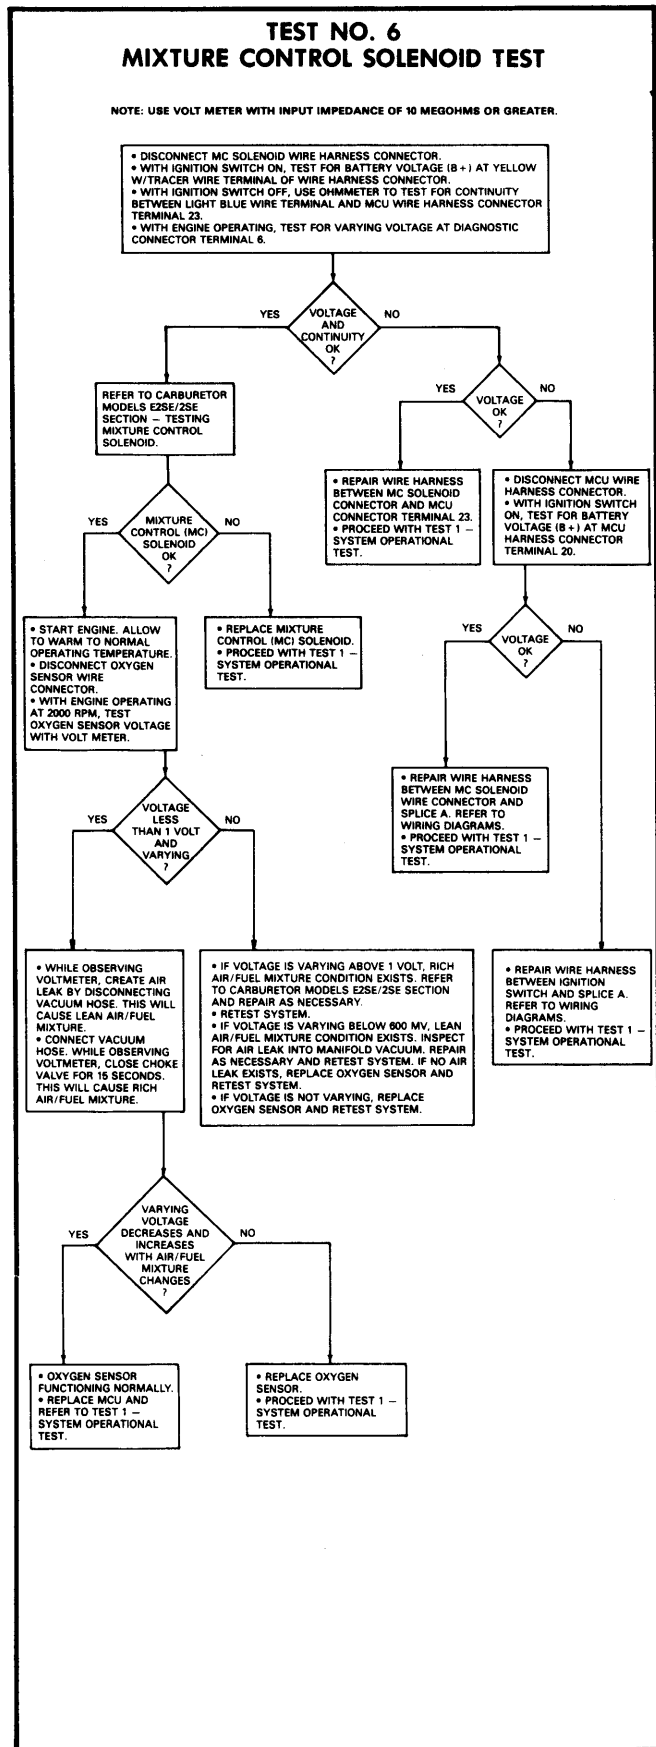 TEST NO. 6
MIXTURE CONTROL SOLENOID TEST
NOTE: USE VOLT METER WITH INPUT IMPEDANCE OF 10 MEGOHMS OR GREATER.
• DISCONNECT MC SOLENOID WIRE HARNESS CONNECTOR.
• WITH IGNITION SWITCH ON, TEST FOR BATTERY VOLTAGE (B+) AT YELLOW
W/TRACER WIRE TERMINAL OF WIRE HARNESS CONNECTOR.
• WITH IGNITION SWITCH OFF, USE OHMMETER TO TEST FOR CONTINUITY
BETWEEN LIGHT BLUE WIRE TERMINAL AND MCU WIRE HARNESS CONNECTOR
TERMINAL 23.
• WITH ENGINE OPERATING, TEST FOR VARYING VOLTAGE AT DIAGNOSTIC
CONNECTOR TERMINAL 6.
YES
VOLTAGE
AND
CONTINUITY
OK
?
NO
REFER TO CARBURETOR
MODELS E2SE/2SE
SECTION – TESTING
MIXTURE CONTROL
SOLENOID.
YES
VOLTAGE
OK
?
NO
• REPAIR WIRE HARNESS
BETWEEN MC SOLENOID
CONNECTOR AND MCU
CONNECTOR TERMINAL 23.
• PROCEED WITH TEST 1 –
SYSTEM OPERATIONAL
TEST.
• DISCONNECT MCU WIRE
HARNESS CONNECTOR.
• WITH IGNITION SWITCH
ON, TEST FOR BATTERY
VOLTAGE (B+) AT MCU
HARNESS CONNECTOR
TERMINAL 20.
YES
MIXTURE
CONTROL (MC)
SOLENOID
OK
?
NO
• START ENGINE. ALLOW
TO WARM TO NORMAL
OPERATING TEMPERATURE.
• DISCONNECT OXYGEN
SENSOR WIRE
CONNECTOR.
• WITH ENGINE OPERATING
AT 2000 RPM, TEST
OXYGEN SENSOR VOLTAGE
WITH VOLT METER.
• REPLACE MIXTURE
CONTROL (MC) SOLENOID.
• PROCEED WITH TEST 1 –
SYSTEM OPERATIONAL
TEST.
YES
VOLTAGE
OK
?
NO
• REPAIR WIRE HARNESS
BETWEEN MC SOLENOID
WIRE CONNECTOR AND
SPLICE A. REFER TO
WIRING DIAGRAMS.
• PROCEED WITH TEST 1 –
SYSTEM OPERATIONAL
TEST.
YES
VOLTAGE
LESS
THAN 1 VOLT
AND
VARYING
?
NO
• WHILE OBSERVING
VOLTMETER, CREATE AIR
LEAK BY DISCONNECTING
VACUUM HOSE. THIS WILL
CAUSE LEAN AIR/FUEL
MIXTURE.
• CONNECT VACUUM
HOSE. WHILE OBSERVING
VOLTMETER, CLOSE CHOKE
VALVE FOR 15 SECONDS.
THIS WILL CAUSE RICH
AIR/FUEL MIXTURE.
• IF VOLTAGE IS VARYING ABOVE 1 VOLT, RICH
AIR/FUEL MIXTURE CONDITION EXISTS. REFER
TO CARBURETOR MODELS E2SE/2SE SECTION
AND REPAIR AS NECESSARY.
• RETEST SYSTEM.
• IF VOLTAGE IS VARYING BELOW 600 MV, LEAN
AIR/FUEL MIXTURE CONDITION EXISTS. INSPECT
FOR AIR LEAK INTO MANIFOLD VACUUM. REPAIR
AS NECESSARY AND RETEST SYSTEM. IF NO AIR
LEAK EXISTS, REPLACE OXYGEN SENSOR AND
RETEST SYSTEM.
• IF VOLTAGE IS NOT VARYING, REPLACE
OXYGEN SENSOR AND RETEST SYSTEM.
• REPAIR WIRE HARNESS
BETWEEN IGNITION
SWITCH AND SPLICE A.
REFER TO WIRING
DIAGRAMS.
• PROCEED WITH TEST 1 –
SYSTEM OPERATIONAL
TEST.
YES
VARYING
VOLTAGE
DECREASES AND
INCREASES
WITH AIR/FUEL
MIXTURE
CHANGES
?
NO
• OXYGEN SENSOR
FUNCTIONING NORMALLY.
• REPLACE MCU AND
REFER TO TEST 1 –
SYSTEM OPERATIONAL
TEST.
• REPLACE OXYGEN
SENSOR.
• PROCEED WITH TEST 1 –
SYSTEM OPERATIONAL
TEST.